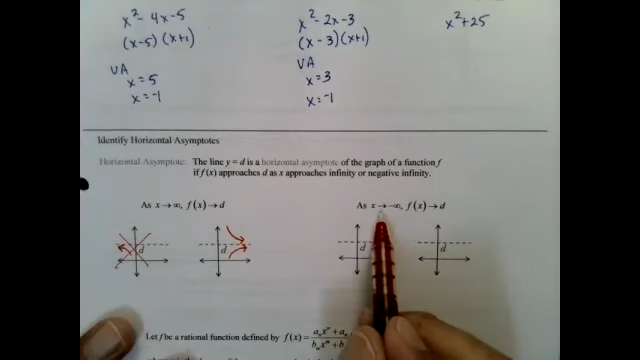 x² - 4x - 5
x² - 2x - 3
x² + 25
(x-5) (x+1)
(x - 3) (x+1)
VA
VA
x = 5
x = 3
x = -1
x = -1
Identify Horizontal Asymptotes
Horizontal Asymptote: The line y = d is a horizontal asymptote of the graph of a function f
if f(x) approaches d as x approaches infinity or negative infinity.
As x → ∞, f(x) → d
As x → -∞, f(x) → d
d
d
d
Let f be a rational function defined by f(x) =